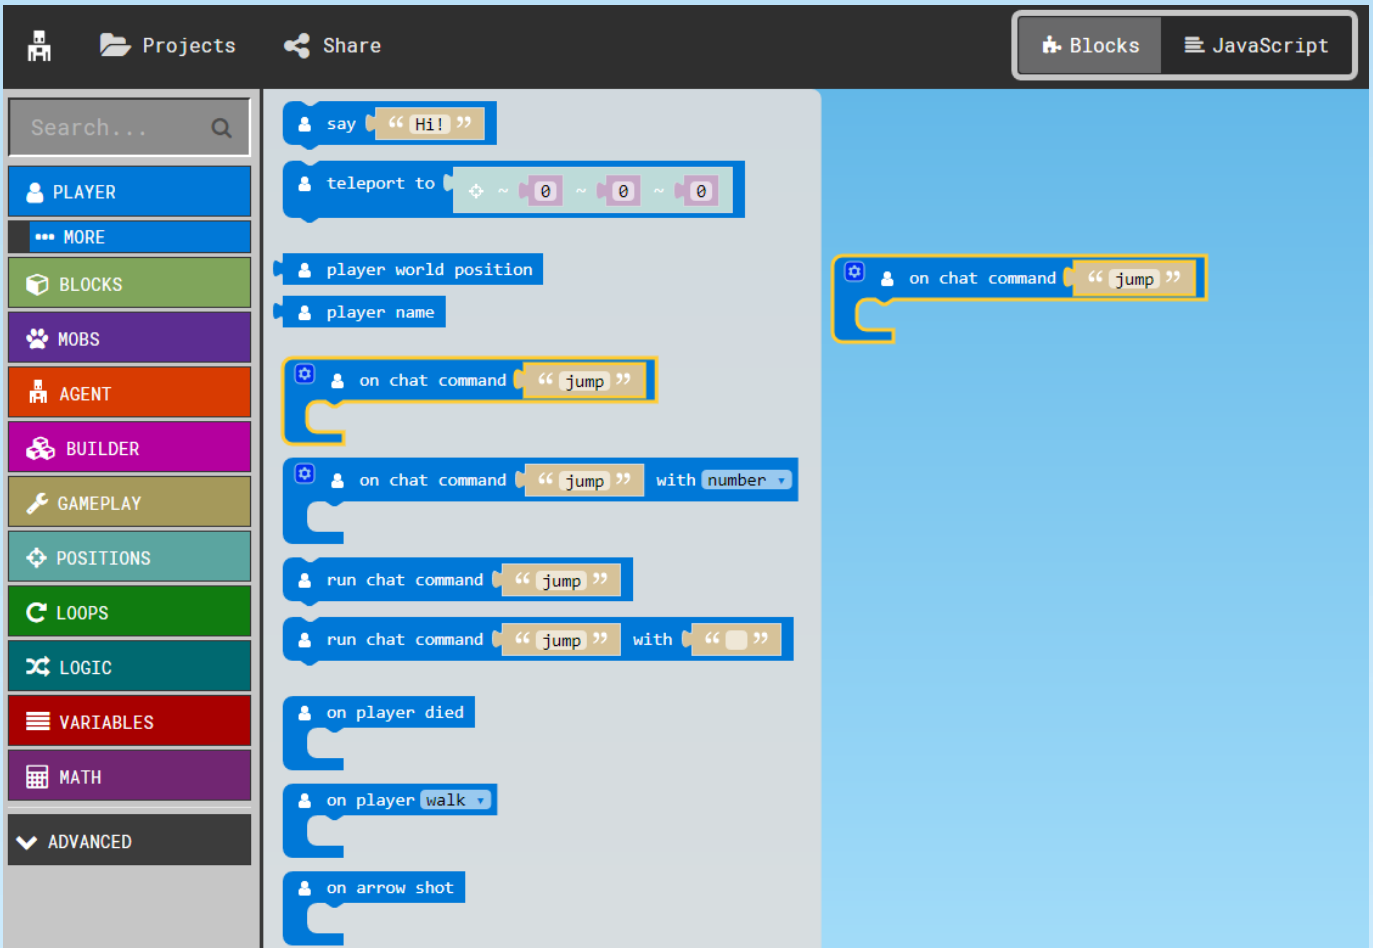 Projects
Share
Blocks
JavaScript
Search...
PLAYER
••• MORE
BLOCKS
MOBS
AGENT
BUILDER
GAMEPLAY
POSITIONS
LOOPS
LOGIC
VARIABLES
MATH
ADVANCED
say “ Hi! ”
teleport to ~ 0 ~ 0 ~ 0
player world position
player name
on chat command “ jump ”
on chat command “ jump ” with number
run chat command “ jump ”
run chat command “ jump ” with “ ”
on player died
on player walk
on arrow shot
on chat command “ jump ”